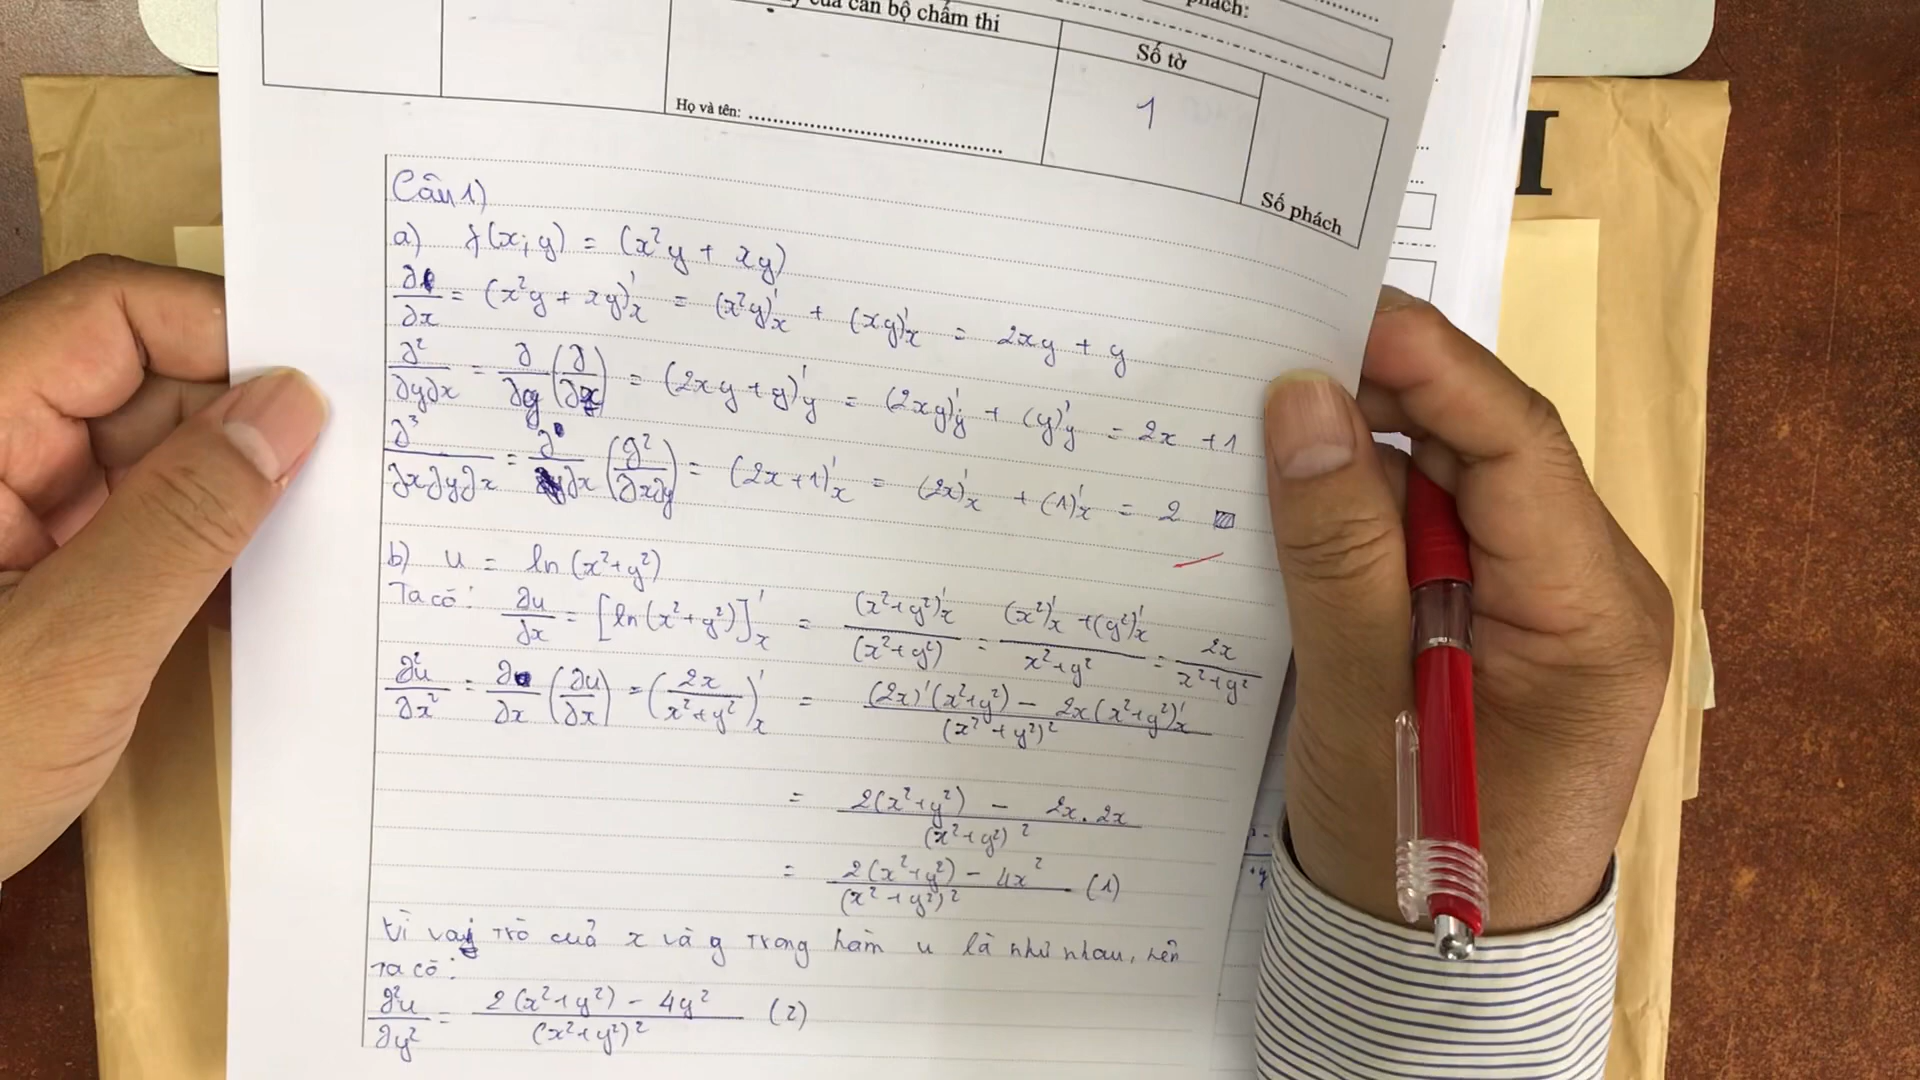 phách:
của cán bộ chấm thi
Số tờ
1
Họ và tên:
Số phách
Câu 1)
a) f(x;y) = (x²y + xy)
∂f/∂x = (x²y + xy)'ₓ = (x²y)'ₓ + (xy)'ₓ = 2xy + y
∂²/∂y∂x = ∂/∂y (∂/∂x) = (2xy + y)'y = (2xy)'y + (y)'y = 2x + 1
∂³/∂x∂y∂x = ∂/∂x (∂²/∂x∂y) = (2x+1)'ₓ = (2x)'ₓ + (1)'ₓ = 2
b) u = ln(x²+y²)
Ta có: ∂u/∂x = [ln(x²+y²)]'ₓ = (x²+y²)'ₓ/(x²+y²) = ((x²)'ₓ + (y²)'ₓ)/(x²+y²) = 2x/(x²+y²)
∂²u/∂x² = ∂/∂x (∂u/∂x) = (2x/(x²+y²))'ₓ = ((2x)'(x²+y²) − 2x(x²+y²)'ₓ)/(x²+y²)²
= (2(x²+y²) − 2x.2x)/(x²+y²)²
= (2(x²+y²) − 4x²)/(x²+y²)² (1)
Vì vai trò của x và y trong hàm u là như nhau, nên
ta có:
∂²u/∂y² = (2(x²+y²) − 4y²)/(x²+y²)² (2)
I